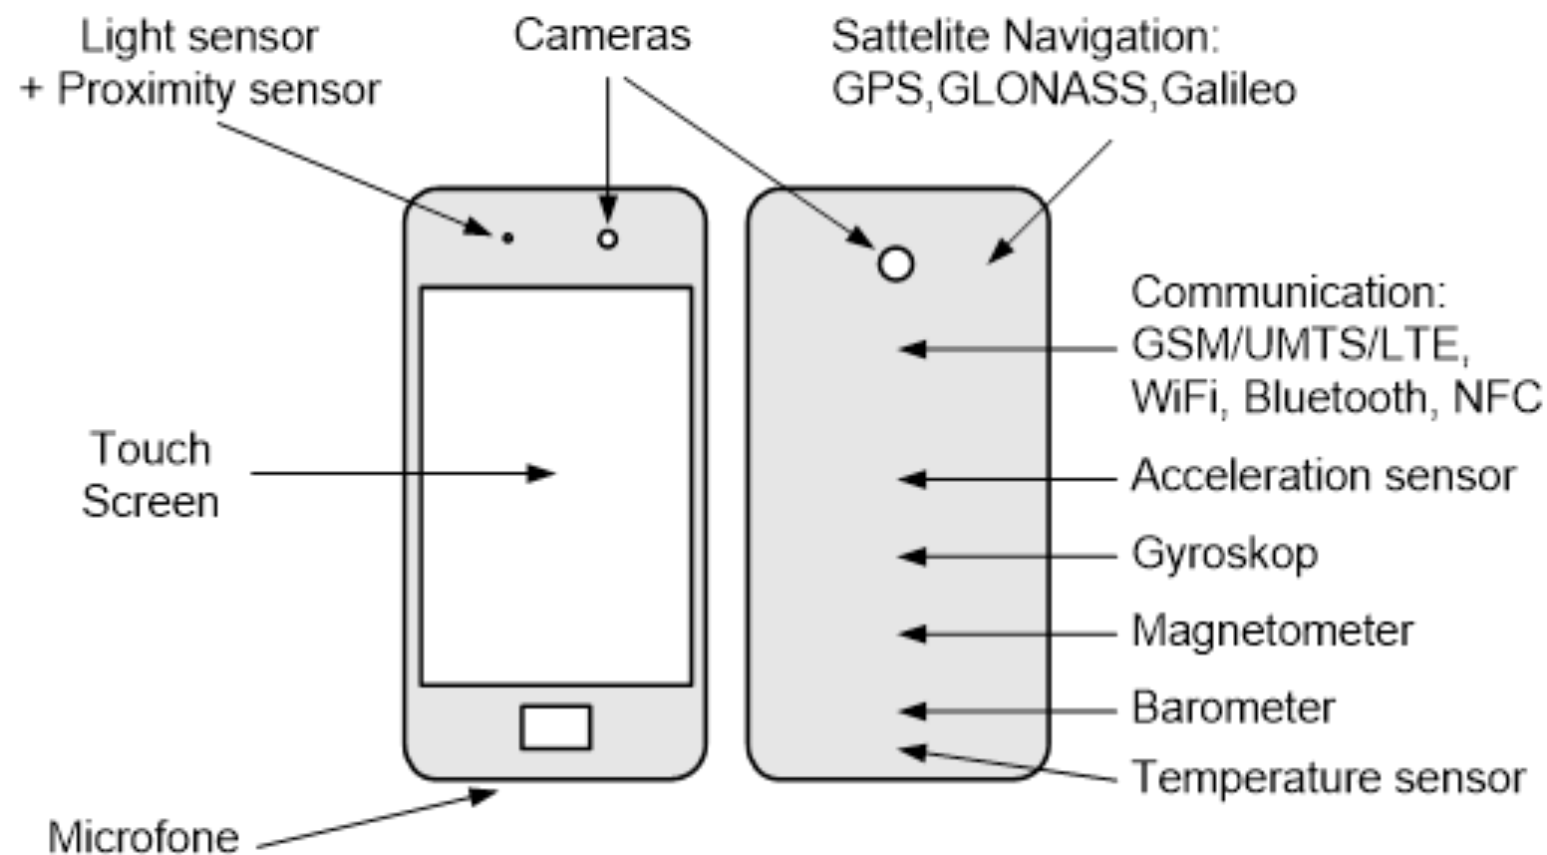 Light sensor
+ Proximity sensor
Cameras
Sattelite Navigation:
GPS,GLONASS,Galileo
Communication:
GSM/UMTS/LTE,
WiFi, Bluetooth, NFC
Touch
Screen
Acceleration sensor
Gyroskop
Magnetometer
Barometer
Temperature sensor
Microfone